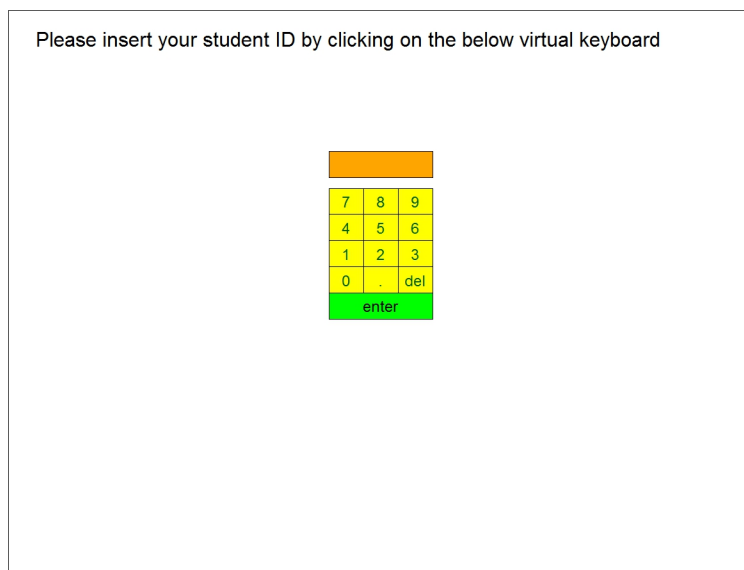 Please insert your student ID by clicking on the below virtual keyboard
7 8 9
4 5 6
1 2 3
0 . del
enter